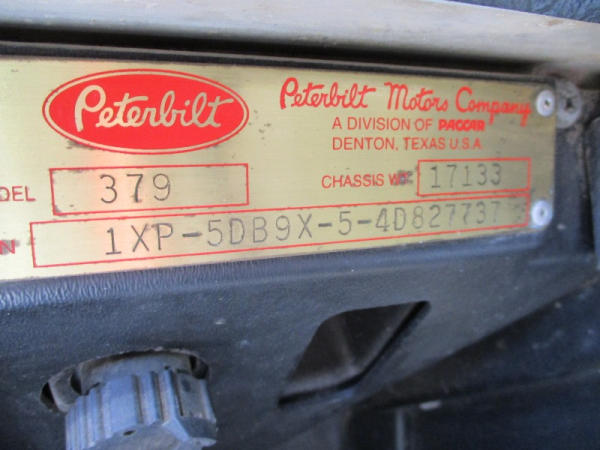 Peterbilt
Peterbilt Motors Company
A DIVISION OF PACCAR
DENTON, TEXAS U.S.A.
DEL 379 CHASSIS 17133
N 1XP-5DB9X-5-4D827737